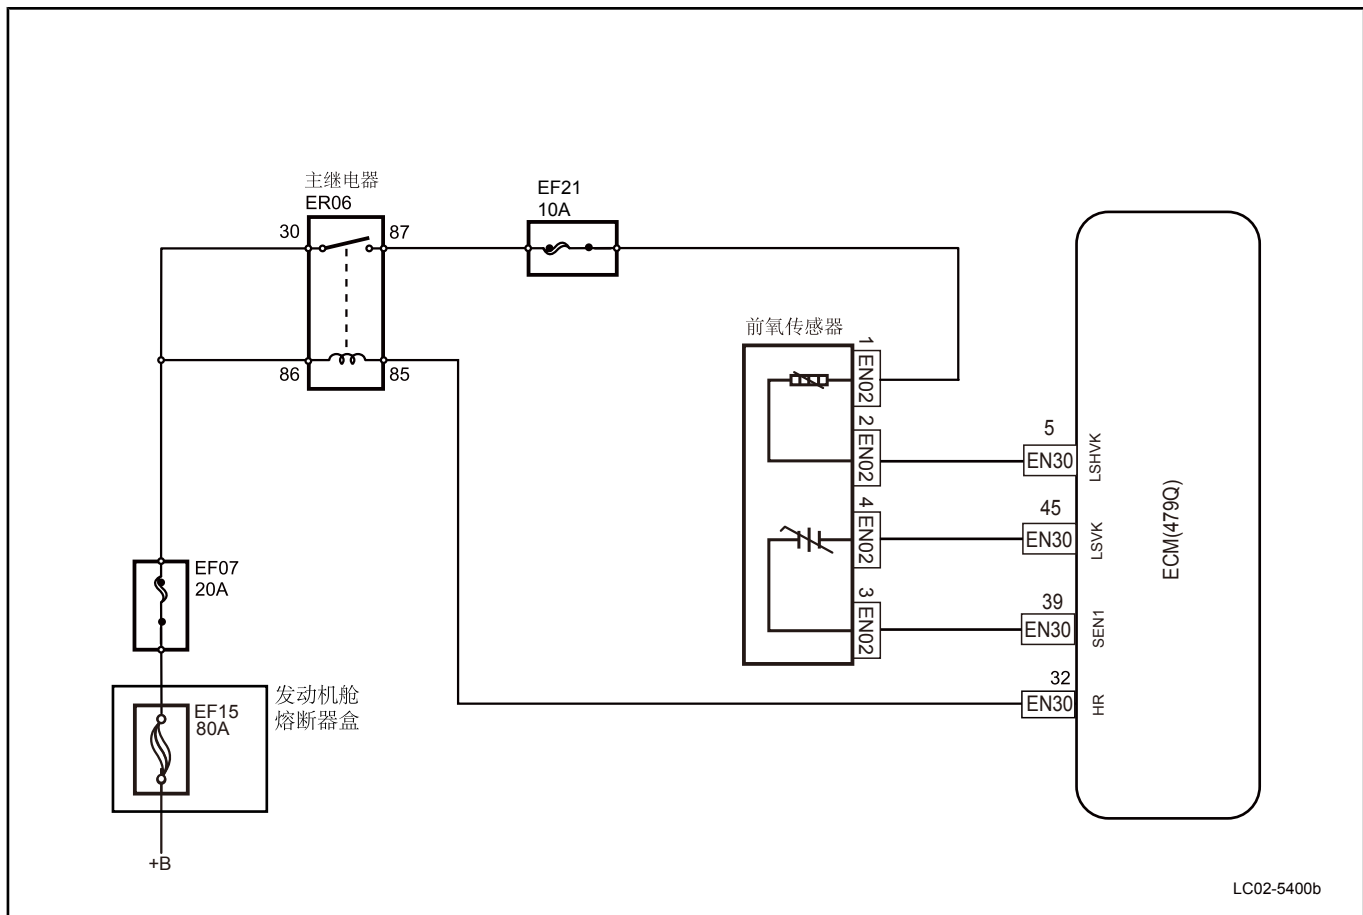 主继电器
ER06
30
87
86
85
EF21
10A
前氧传感器
1
EN02
2
EN02
4
EN02
3
EN02
5
EN30
LSHVK
45
EN30
LSVK
39
EN30
SEN1
32
EN30
HR
ECM(479Q)
EF07
20A
发动机舱
熔断器盒
EF15
80A
+B
LC02-5400b